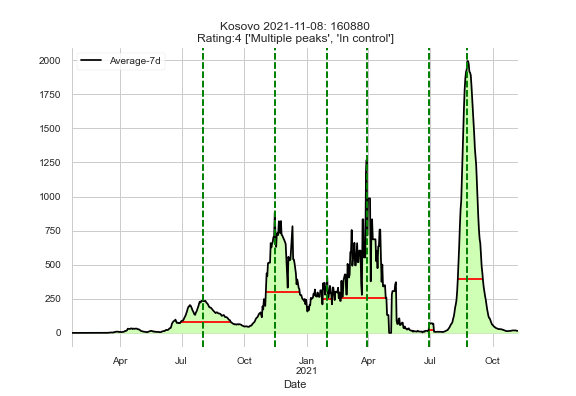 Kosovo 2021-11-08: 160880
Rating:4 ['Multiple peaks', 'In control']
Average-7d
2000
1750
1500
1250
1000
750
500
250
0
Apr
Jul
Oct
Jan
2021
Apr
Jul
Oct
Date